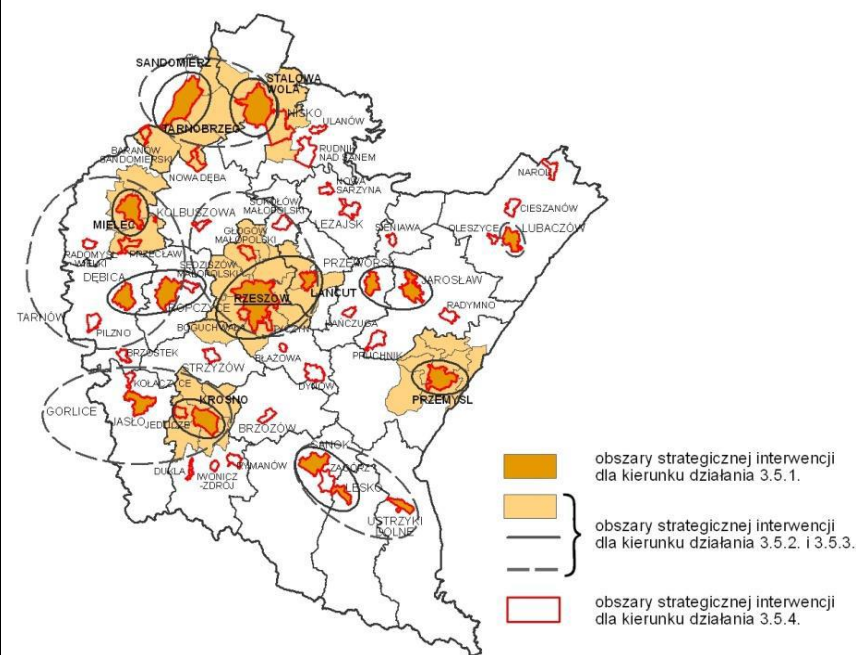 SANDOMIERZ
STALOWA
WOLA
NISKO
TARNOBRZEG
ULANÓW
RUDNIK
NAD SANEM
BARANÓW
SANDOMIERSKI
NOWA DĘBA
NOWA
SARZYNA
NAROL
CIESZANÓW
SOKOŁÓW
MAŁOPOLSKI
LEŻAJSK
KOLBUSZOWA
MIELEC
GŁOGÓW
MAŁOPOLSKI
SIENIAWA
OLESZYCE
LUBACZÓW
RADOMYŚL
WIELKI
PRZECŁAW
SĘDZISZÓW
MAŁOPOLSKI
PRZEWORSK
DĘBICA
ROPCZYCE
RZESZÓW
ŁAŃCUT
JAROSŁAW
TARNÓW
PILZNO
BOGUCHWAŁA
TYCZYN
KAŃCZUGA
RADYMNO
BRZOSTEK
STRZYŻÓW
BŁAŻOWA
PRUCHNIK
KOŁACZYCE
DYNÓW
PRZEMYŚL
GORLICE
JASŁO
JEDLICZE
KROSNO
BRZOZÓW
SANOK
DUKLA
IWONICZ
-ZDRÓJ
RYMANÓW
ZAGÓRZ
LESKO
USTRZYKI
DOLNE
obszary strategicznej interwencji
dla kierunku działania 3.5.1.
obszary strategicznej interwencji
dla kierunku działania 3.5.2. i 3.5.3.
obszary strategicznej interwencji
dla kierunku działania 3.5.4.